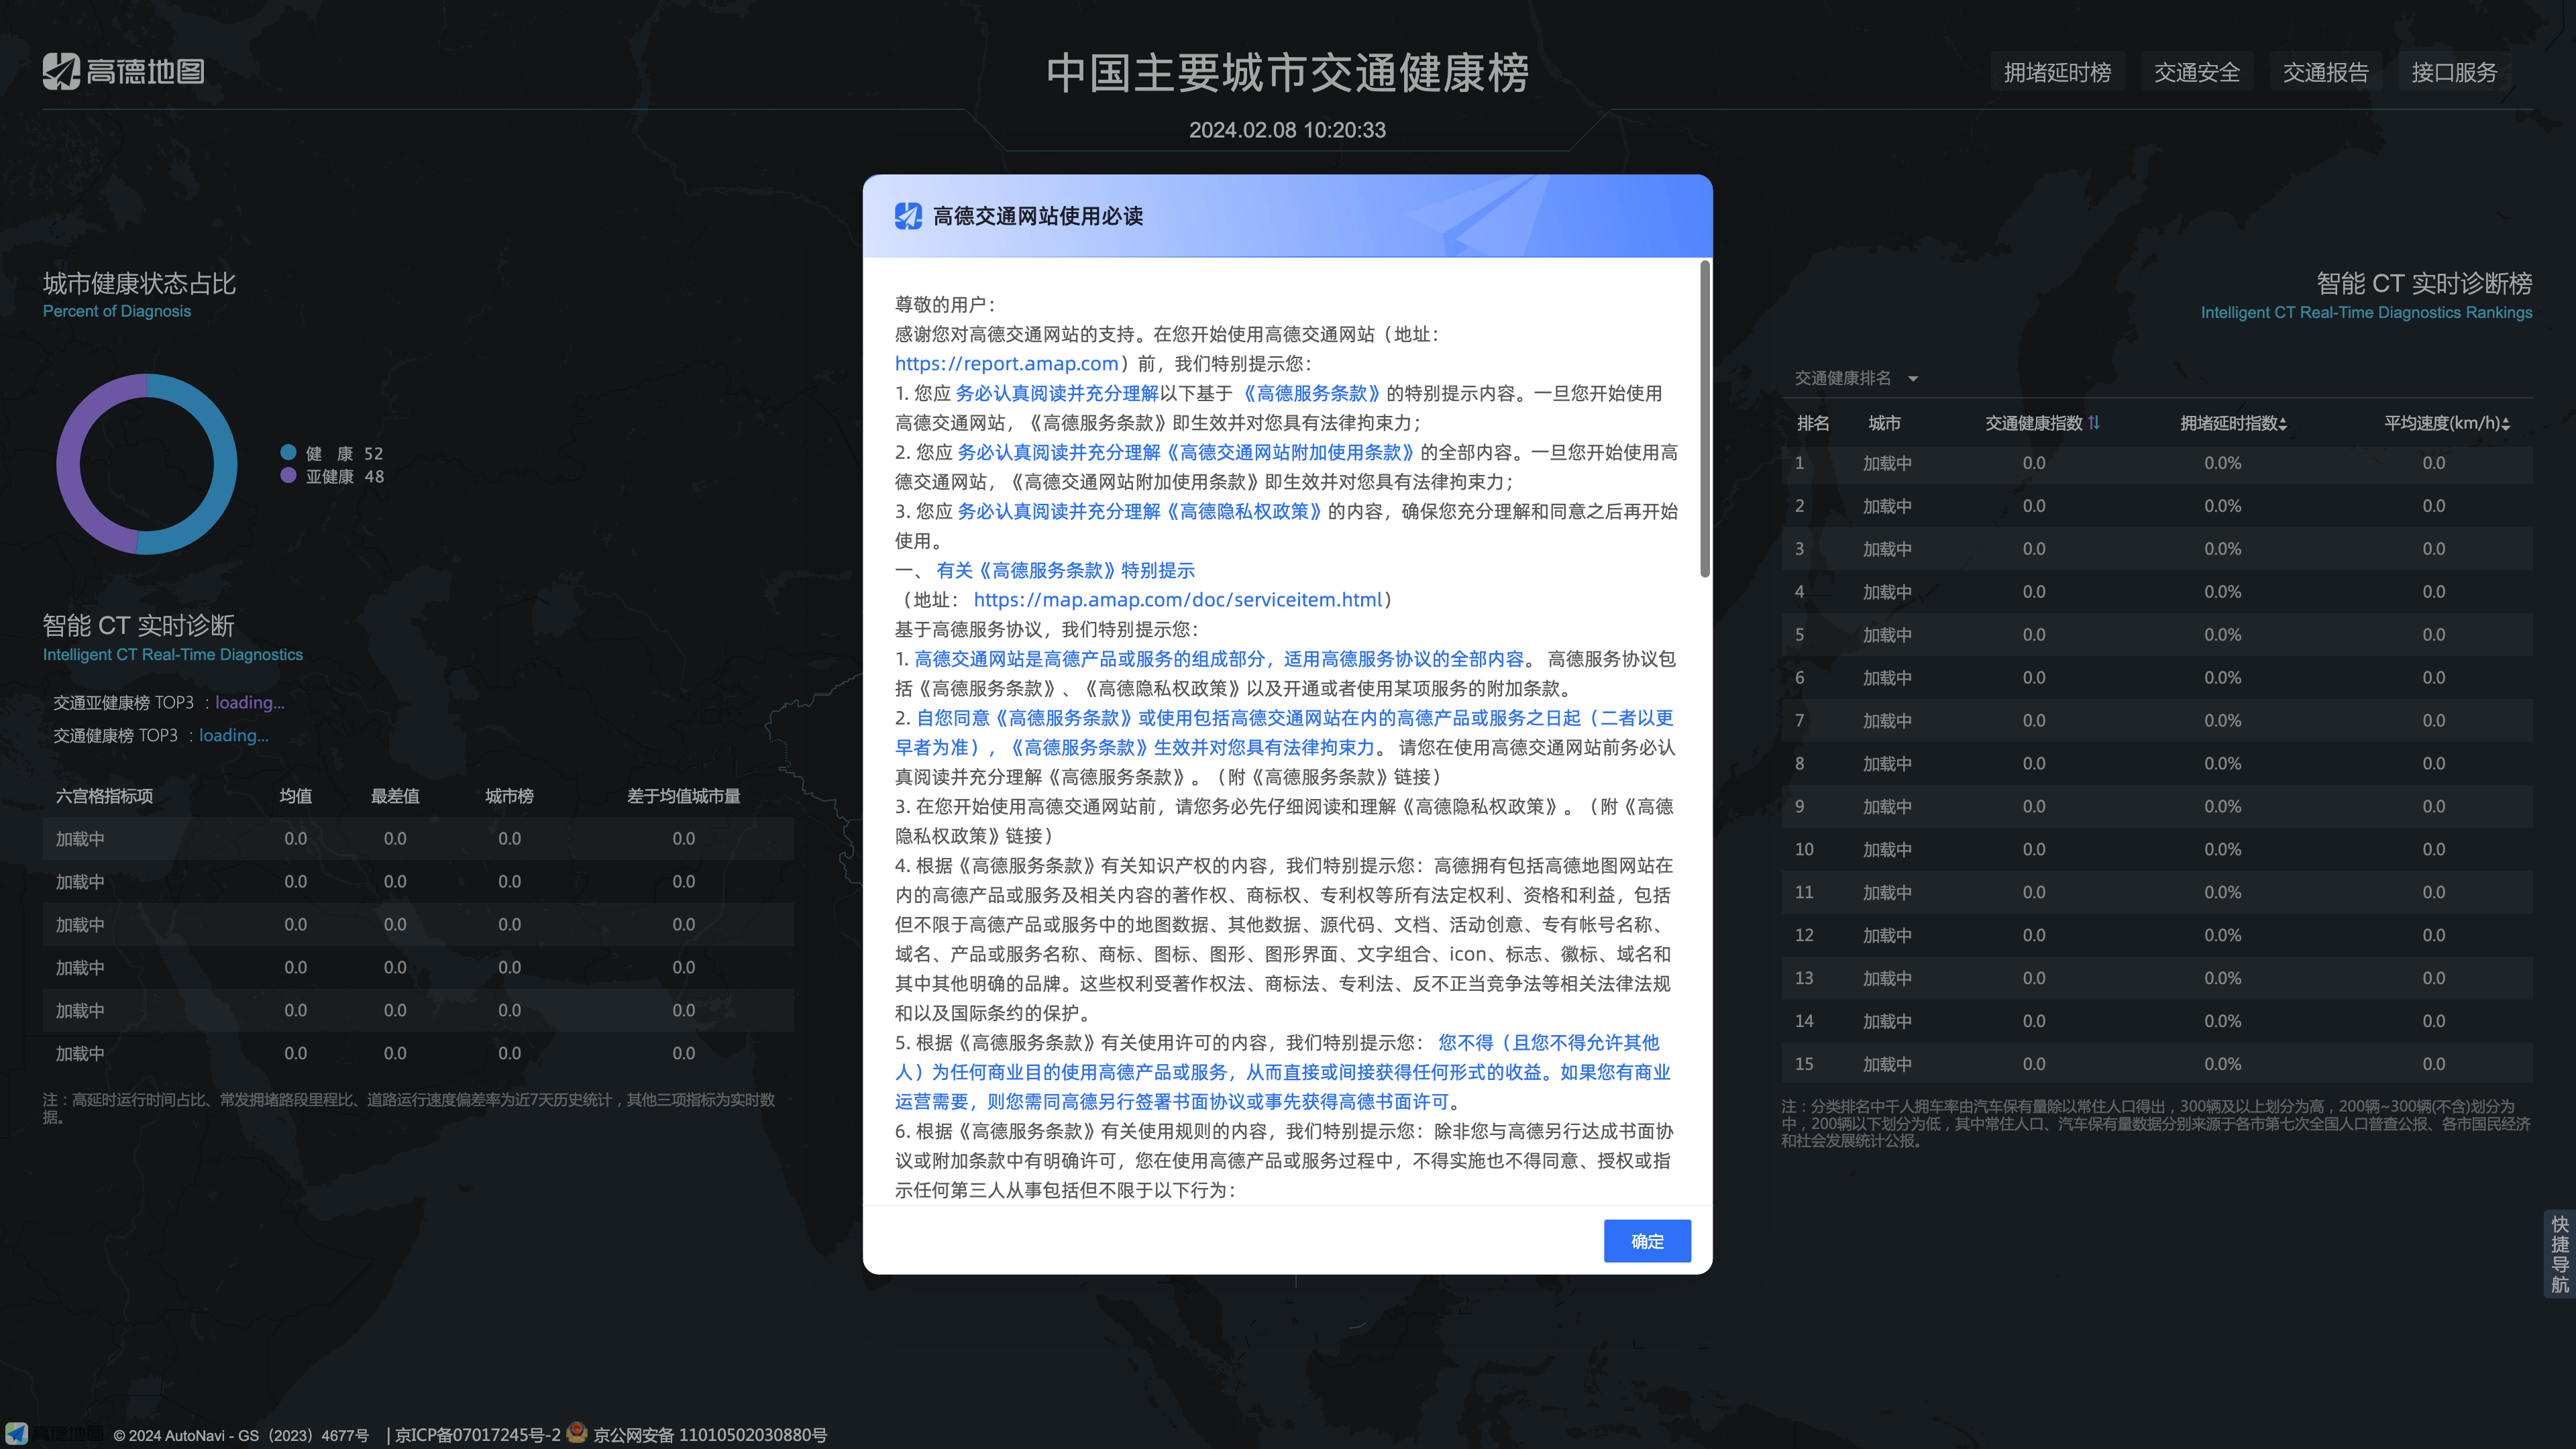 高德地图
中国主要城市交通健康榜
拥堵延时榜 交通安全 交通报告 接口服务
2024.02.08 10:20:33
城市健康状态占比
Percent of Diagnosis
健 康 52
亚健康 48
智能 CT 实时诊断
Intelligent CT Real-Time Diagnostics
交通亚健康榜 TOP3 : loading...
交通健康榜 TOP3 : loading...
六宫格指标项 均值 最差值 城市榜 差于均值城市量
加载中 0.0 0.0 0.0 0.0
加载中 0.0 0.0 0.0 0.0
加载中 0.0 0.0 0.0 0.0
加载中 0.0 0.0 0.0 0.0
加载中 0.0 0.0 0.0 0.0
加载中 0.0 0.0 0.0 0.0
注：高延时运行时间占比、常发拥堵路段里程比、道路运行速度偏差率为近7天历史统计，其他三项指标为实时数
据。
高德交通网站使用必读
尊敬的用户：
感谢您对高德交通网站的支持。在您开始使用高德交通网站（地址：
https://report.amap.com）前，我们特别提示您：
1. 您应 务必认真阅读并充分理解以下基于 《高德服务条款》的特别提示内容。一旦您开始使用
高德交通网站，《高德服务条款》即生效并对您具有法律拘束力；
2. 您应 务必认真阅读并充分理解《高德交通网站附加使用条款》的全部内容。一旦您开始使用高
德交通网站，《高德交通网站附加使用条款》即生效并对您具有法律拘束力；
3. 您应 务必认真阅读并充分理解《高德隐私权政策》的内容，确保您充分理解和同意之后再开始
使用。
一、 有关《高德服务条款》特别提示
（地址： https://map.amap.com/doc/serviceitem.html）
基于高德服务协议，我们特别提示您：
1. 高德交通网站是高德产品或服务的组成部分，适用高德服务协议的全部内容。 高德服务协议包
括《高德服务条款》、《高德隐私权政策》以及开通或者使用某项服务的附加条款。
2. 自您同意《高德服务条款》或使用包括高德交通网站在内的高德产品或服务之日起（二者以更
早者为准），《高德服务条款》生效并对您具有法律拘束力。 请您在使用高德交通网站前务必认
真阅读并充分理解《高德服务条款》。（附《高德服务条款》链接）
3. 在您开始使用高德交通网站前，请您务必先仔细阅读和理解《高德隐私权政策》。（附《高德
隐私权政策》链接）
4. 根据《高德服务条款》有关知识产权的内容，我们特别提示您：高德拥有包括高德地图网站在
内的高德产品或服务及相关内容的著作权、商标权、专利权等所有法定权利、资格和利益，包括
但不限于高德产品或服务中的地图数据、其他数据、源代码、文档、活动创意、专有帐号名称、
域名、产品或服务名称、商标、图标、图形、图形界面、文字组合、icon、标志、徽标、域名和
其中其他明确的品牌。这些权利受著作权法、商标法、专利法、反不正当竞争法等相关法律法规
和以及国际条约的保护。
5. 根据《高德服务条款》有关使用许可的内容，我们特别提示您： 您不得（且您不得允许其他
人）为任何商业目的使用高德产品或服务，从而直接或间接获得任何形式的收益。如果您有商业
运营需要，则您需同高德另行签署书面协议或事先获得高德书面许可。
6. 根据《高德服务条款》有关使用规则的内容，我们特别提示您：除非您与高德另行达成书面协
议或附加条款中有明确许可，您在使用高德产品或服务过程中，不得实施也不得同意、授权或指
示任何第三人从事包括但不限于以下行为：
确定
智能 CT 实时诊断榜
Intelligent CT Real-Time Diagnostics Rankings
交通健康排名
排名 城市 交通健康指数 拥堵延时指数 平均速度(km/h)
1 加载中 0.0 0.0% 0.0
2 加载中 0.0 0.0% 0.0
3 加载中 0.0 0.0% 0.0
4 加载中 0.0 0.0% 0.0
5 加载中 0.0 0.0% 0.0
6 加载中 0.0 0.0% 0.0
7 加载中 0.0 0.0% 0.0
8 加载中 0.0 0.0% 0.0
9 加载中 0.0 0.0% 0.0
10 加载中 0.0 0.0% 0.0
11 加载中 0.0 0.0% 0.0
12 加载中 0.0 0.0% 0.0
13 加载中 0.0 0.0% 0.0
14 加载中 0.0 0.0% 0.0
15 加载中 0.0 0.0% 0.0
注：分类排名中千人拥车率由汽车保有量除以常住人口得出，300辆及以上划分为高，200辆~300辆(不含)划分为
中，200辆以下划分为低，其中常住人口、汽车保有量数据分别来源于各市第七次全国人口普查公报、各市国民经济
和社会发展统计公报。
快捷导航
高德地图 © 2024 AutoNavi - GS（2023）4677号 | 京ICP备07017245号-2 京公网安备 11010502030880号